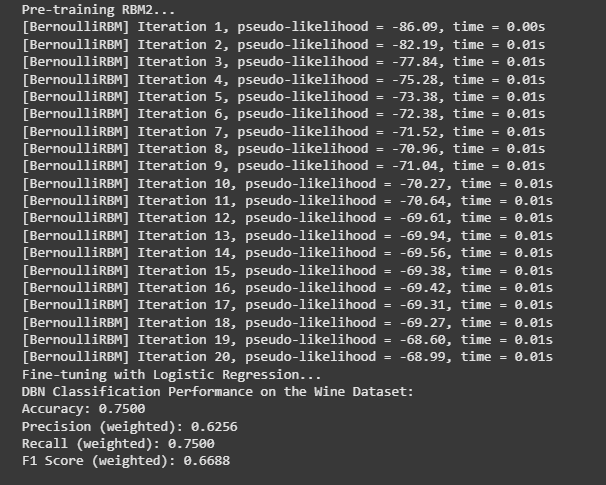 Pre-training RBM2...
[BernoulliRBM] Iteration 1, pseudo-likelihood = -86.09, time = 0.00s
[BernoulliRBM] Iteration 2, pseudo-likelihood = -82.19, time = 0.01s
[BernoulliRBM] Iteration 3, pseudo-likelihood = -77.84, time = 0.01s
[BernoulliRBM] Iteration 4, pseudo-likelihood = -75.28, time = 0.01s
[BernoulliRBM] Iteration 5, pseudo-likelihood = -73.38, time = 0.01s
[BernoulliRBM] Iteration 6, pseudo-likelihood = -72.38, time = 0.01s
[BernoulliRBM] Iteration 7, pseudo-likelihood = -71.52, time = 0.01s
[BernoulliRBM] Iteration 8, pseudo-likelihood = -70.96, time = 0.01s
[BernoulliRBM] Iteration 9, pseudo-likelihood = -71.04, time = 0.01s
[BernoulliRBM] Iteration 10, pseudo-likelihood = -70.27, time = 0.01s
[BernoulliRBM] Iteration 11, pseudo-likelihood = -70.64, time = 0.01s
[BernoulliRBM] Iteration 12, pseudo-likelihood = -69.61, time = 0.01s
[BernoulliRBM] Iteration 13, pseudo-likelihood = -69.94, time = 0.01s
[BernoulliRBM] Iteration 14, pseudo-likelihood = -69.56, time = 0.01s
[BernoulliRBM] Iteration 15, pseudo-likelihood = -69.38, time = 0.01s
[BernoulliRBM] Iteration 16, pseudo-likelihood = -69.42, time = 0.01s
[BernoulliRBM] Iteration 17, pseudo-likelihood = -69.31, time = 0.01s
[BernoulliRBM] Iteration 18, pseudo-likelihood = -69.27, time = 0.01s
[BernoulliRBM] Iteration 19, pseudo-likelihood = -68.60, time = 0.01s
[BernoulliRBM] Iteration 20, pseudo-likelihood = -68.99, time = 0.01s
Fine-tuning with Logistic Regression...
DBN Classification Performance on the Wine Dataset:
Accuracy: 0.7500
Precision (weighted): 0.6256
Recall (weighted): 0.7500
F1 Score (weighted): 0.6688